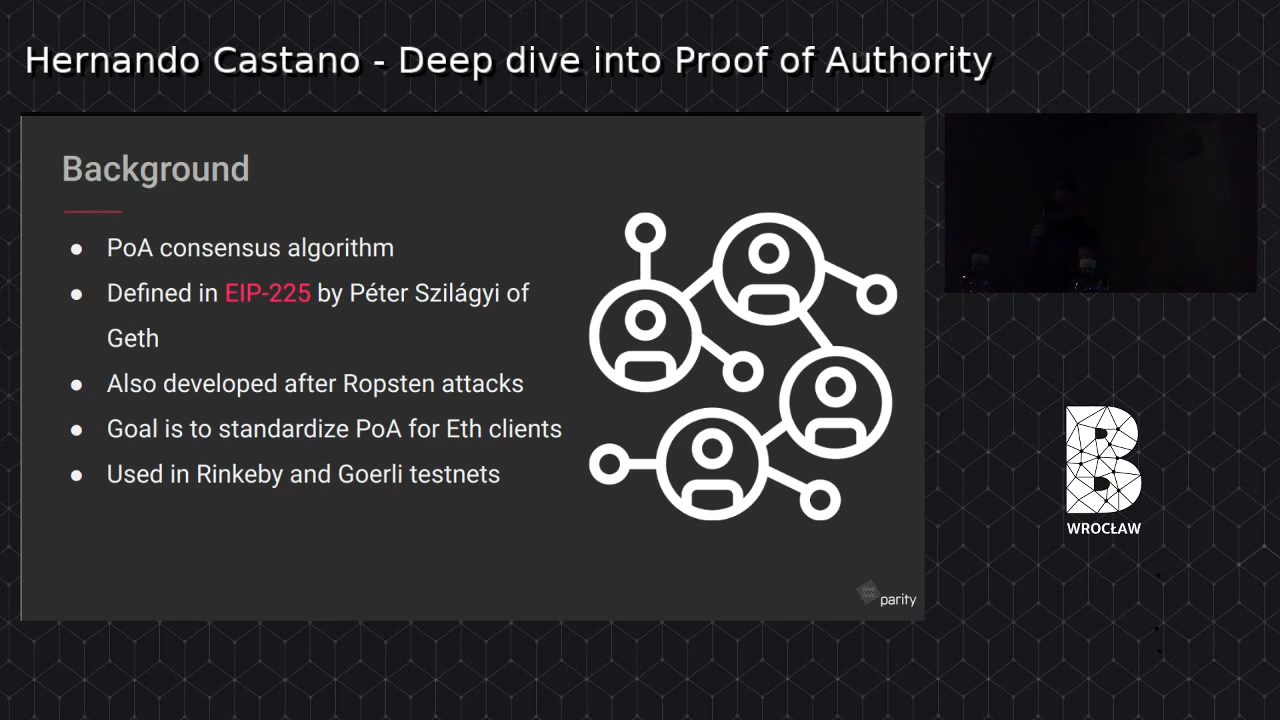 Hernando Castano - Deep dive into Proof of Authority
Background
● PoA consensus algorithm
● Defined in EIP-225 by Péter Szilágyi of
Geth
● Also developed after Ropsten attacks
● Goal is to standardize PoA for Eth clients
● Used in Rinkeby and Goerli testnets
parity
B
WROCŁAW